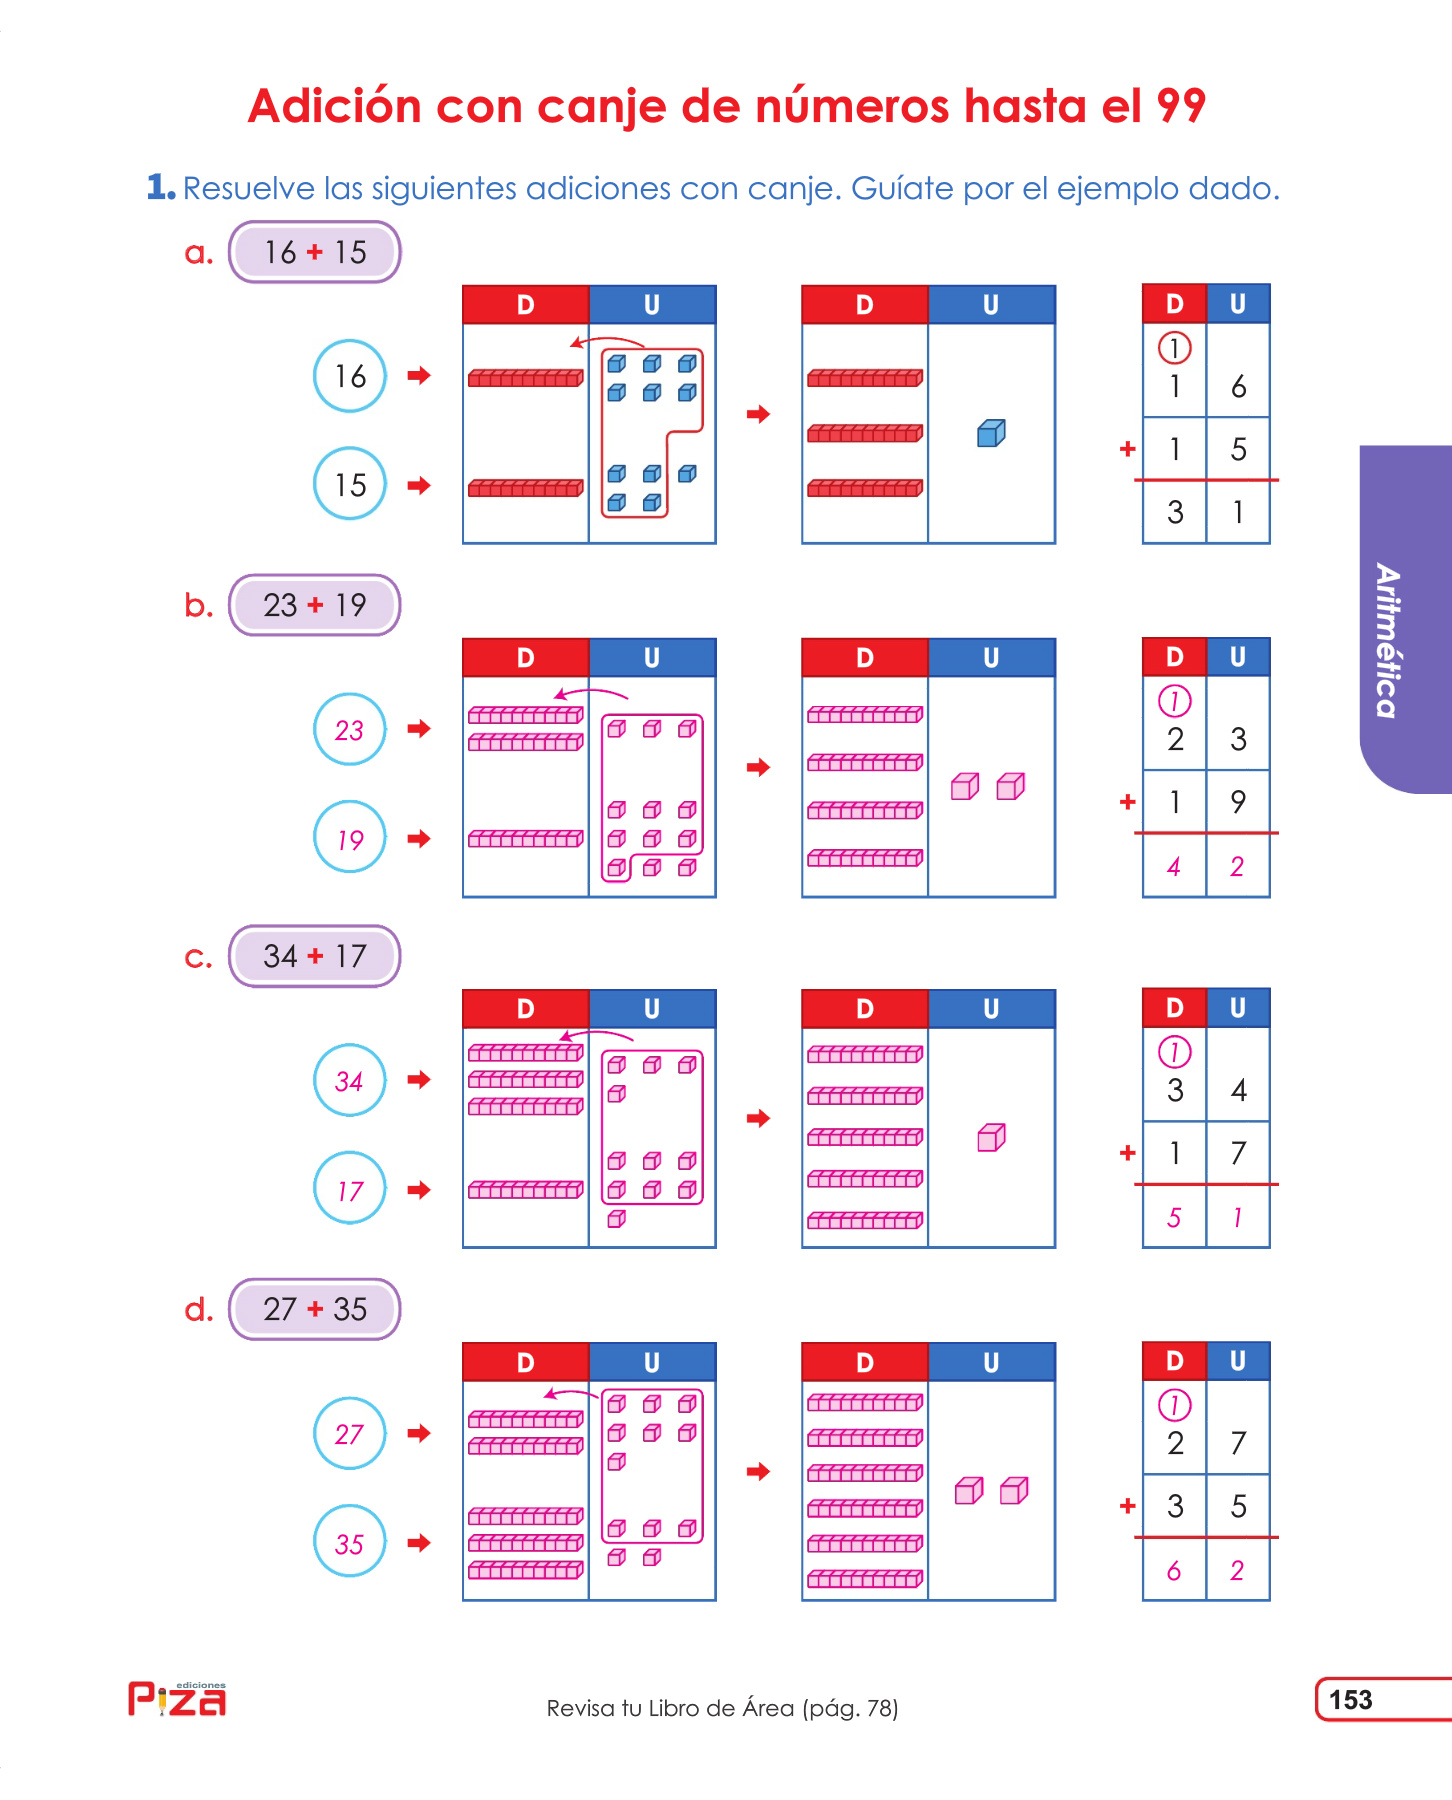 Adición con canje de números hasta el 99
1. Resuelve las siguientes adiciones con canje. Guíate por el ejemplo dado.
a. 16 + 15
D U D U D U
1
16 1 6
15 + 1 5
3 1
b. 23 + 19
D U D U D U
1
23 2 3
19 + 1 9
4 2
c. 34 + 17
D U D U D U
1
34 3 4
17 + 1 7
5 1
d. 27 + 35
D U D U D U
1
27 2 7
35 + 3 5
6 2
Aritmética
ediciones
Piza
Revisa tu Libro de Área (pág. 78)
153